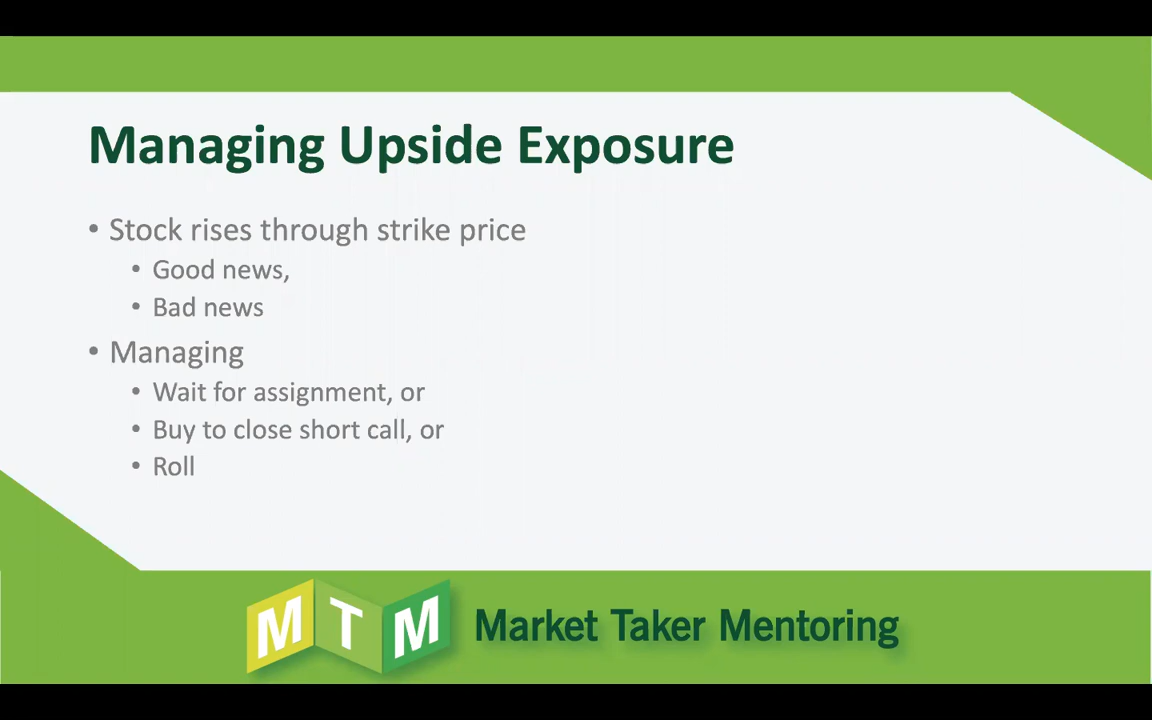 Managing Upside Exposure
• Stock rises through strike price
• Good news,
• Bad news
• Managing
• Wait for assignment, or
• Buy to close short call, or
• Roll
MTM Market Taker Mentoring